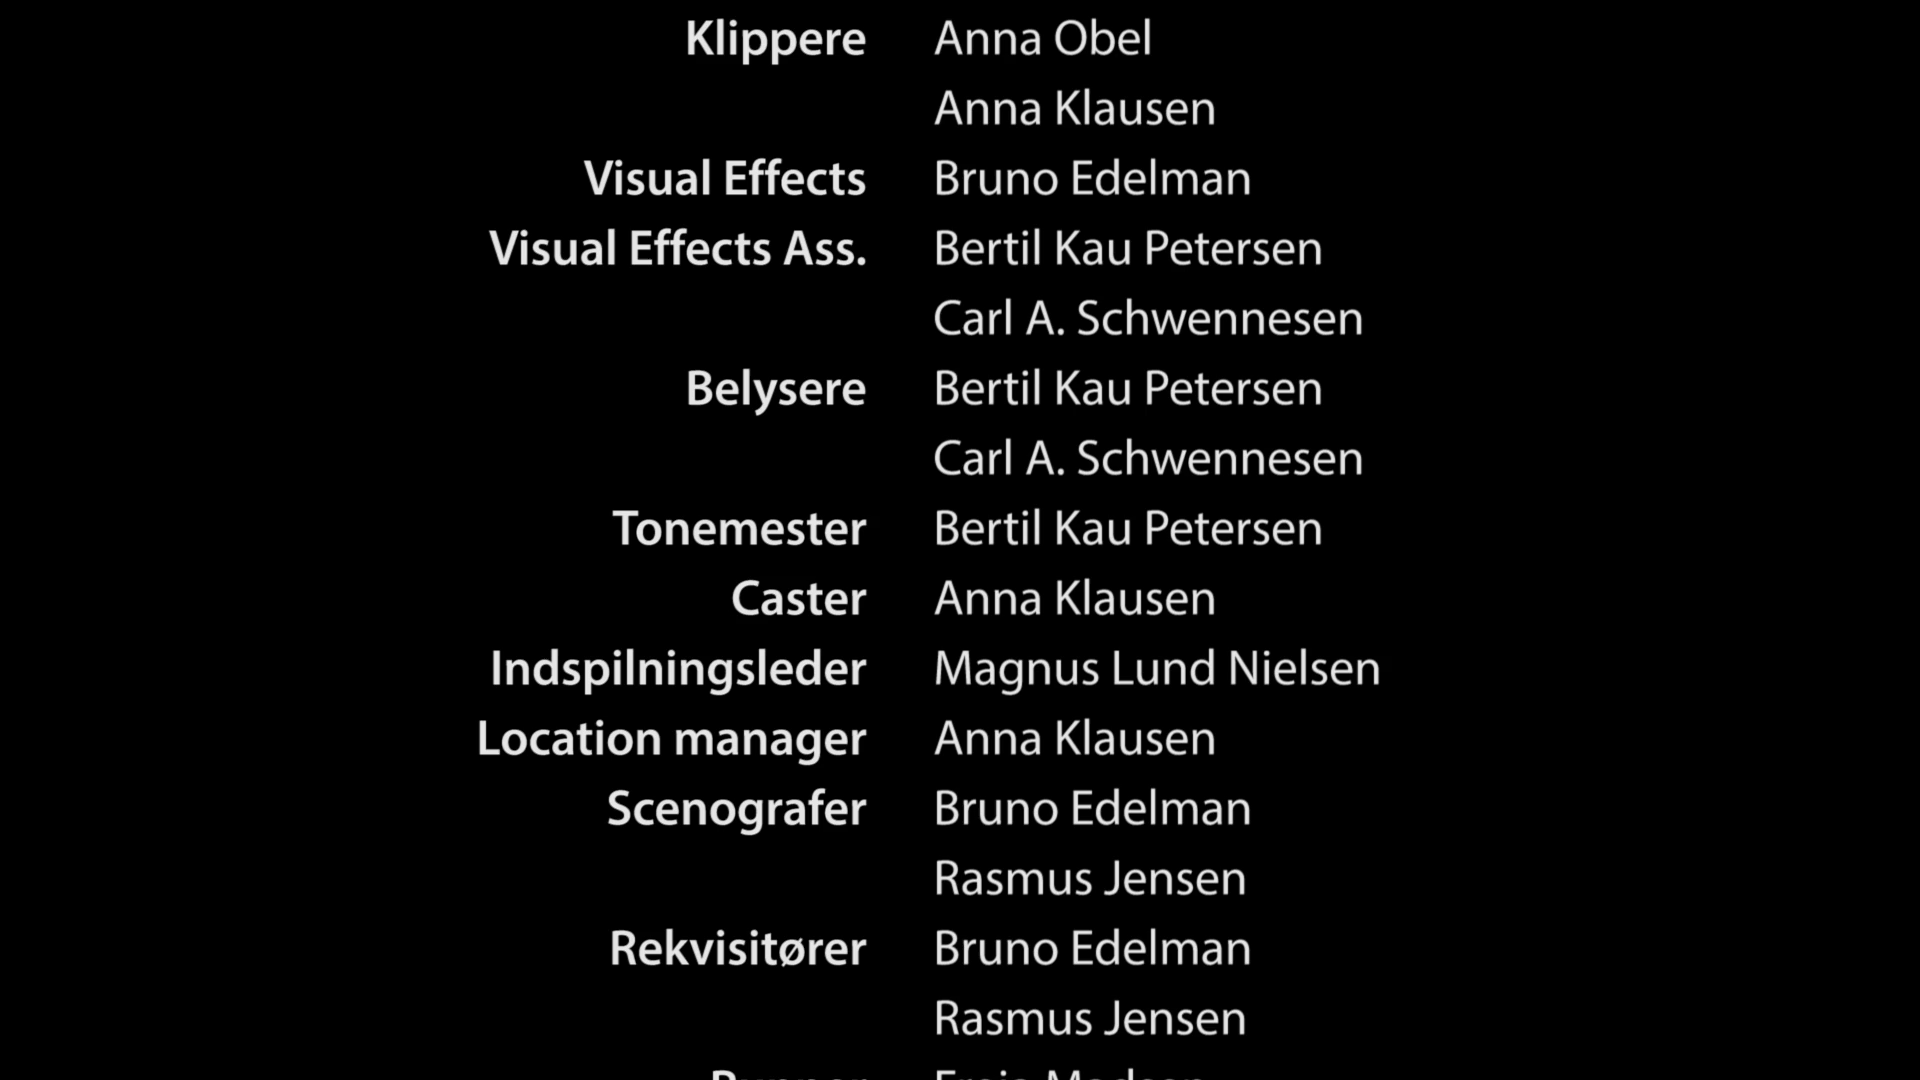 Klippere Anna Obel
Anna Klausen
Visual Effects Bruno Edelman
Visual Effects Ass. Bertil Kau Petersen
Carl A. Schwennesen
Belysere Bertil Kau Petersen
Carl A. Schwennesen
Tonemester Bertil Kau Petersen
Caster Anna Klausen
Indspilningsleder Magnus Lund Nielsen
Location manager Anna Klausen
Scenografer Bruno Edelman
Rasmus Jensen
Rekvisitører Bruno Edelman
Rasmus Jensen